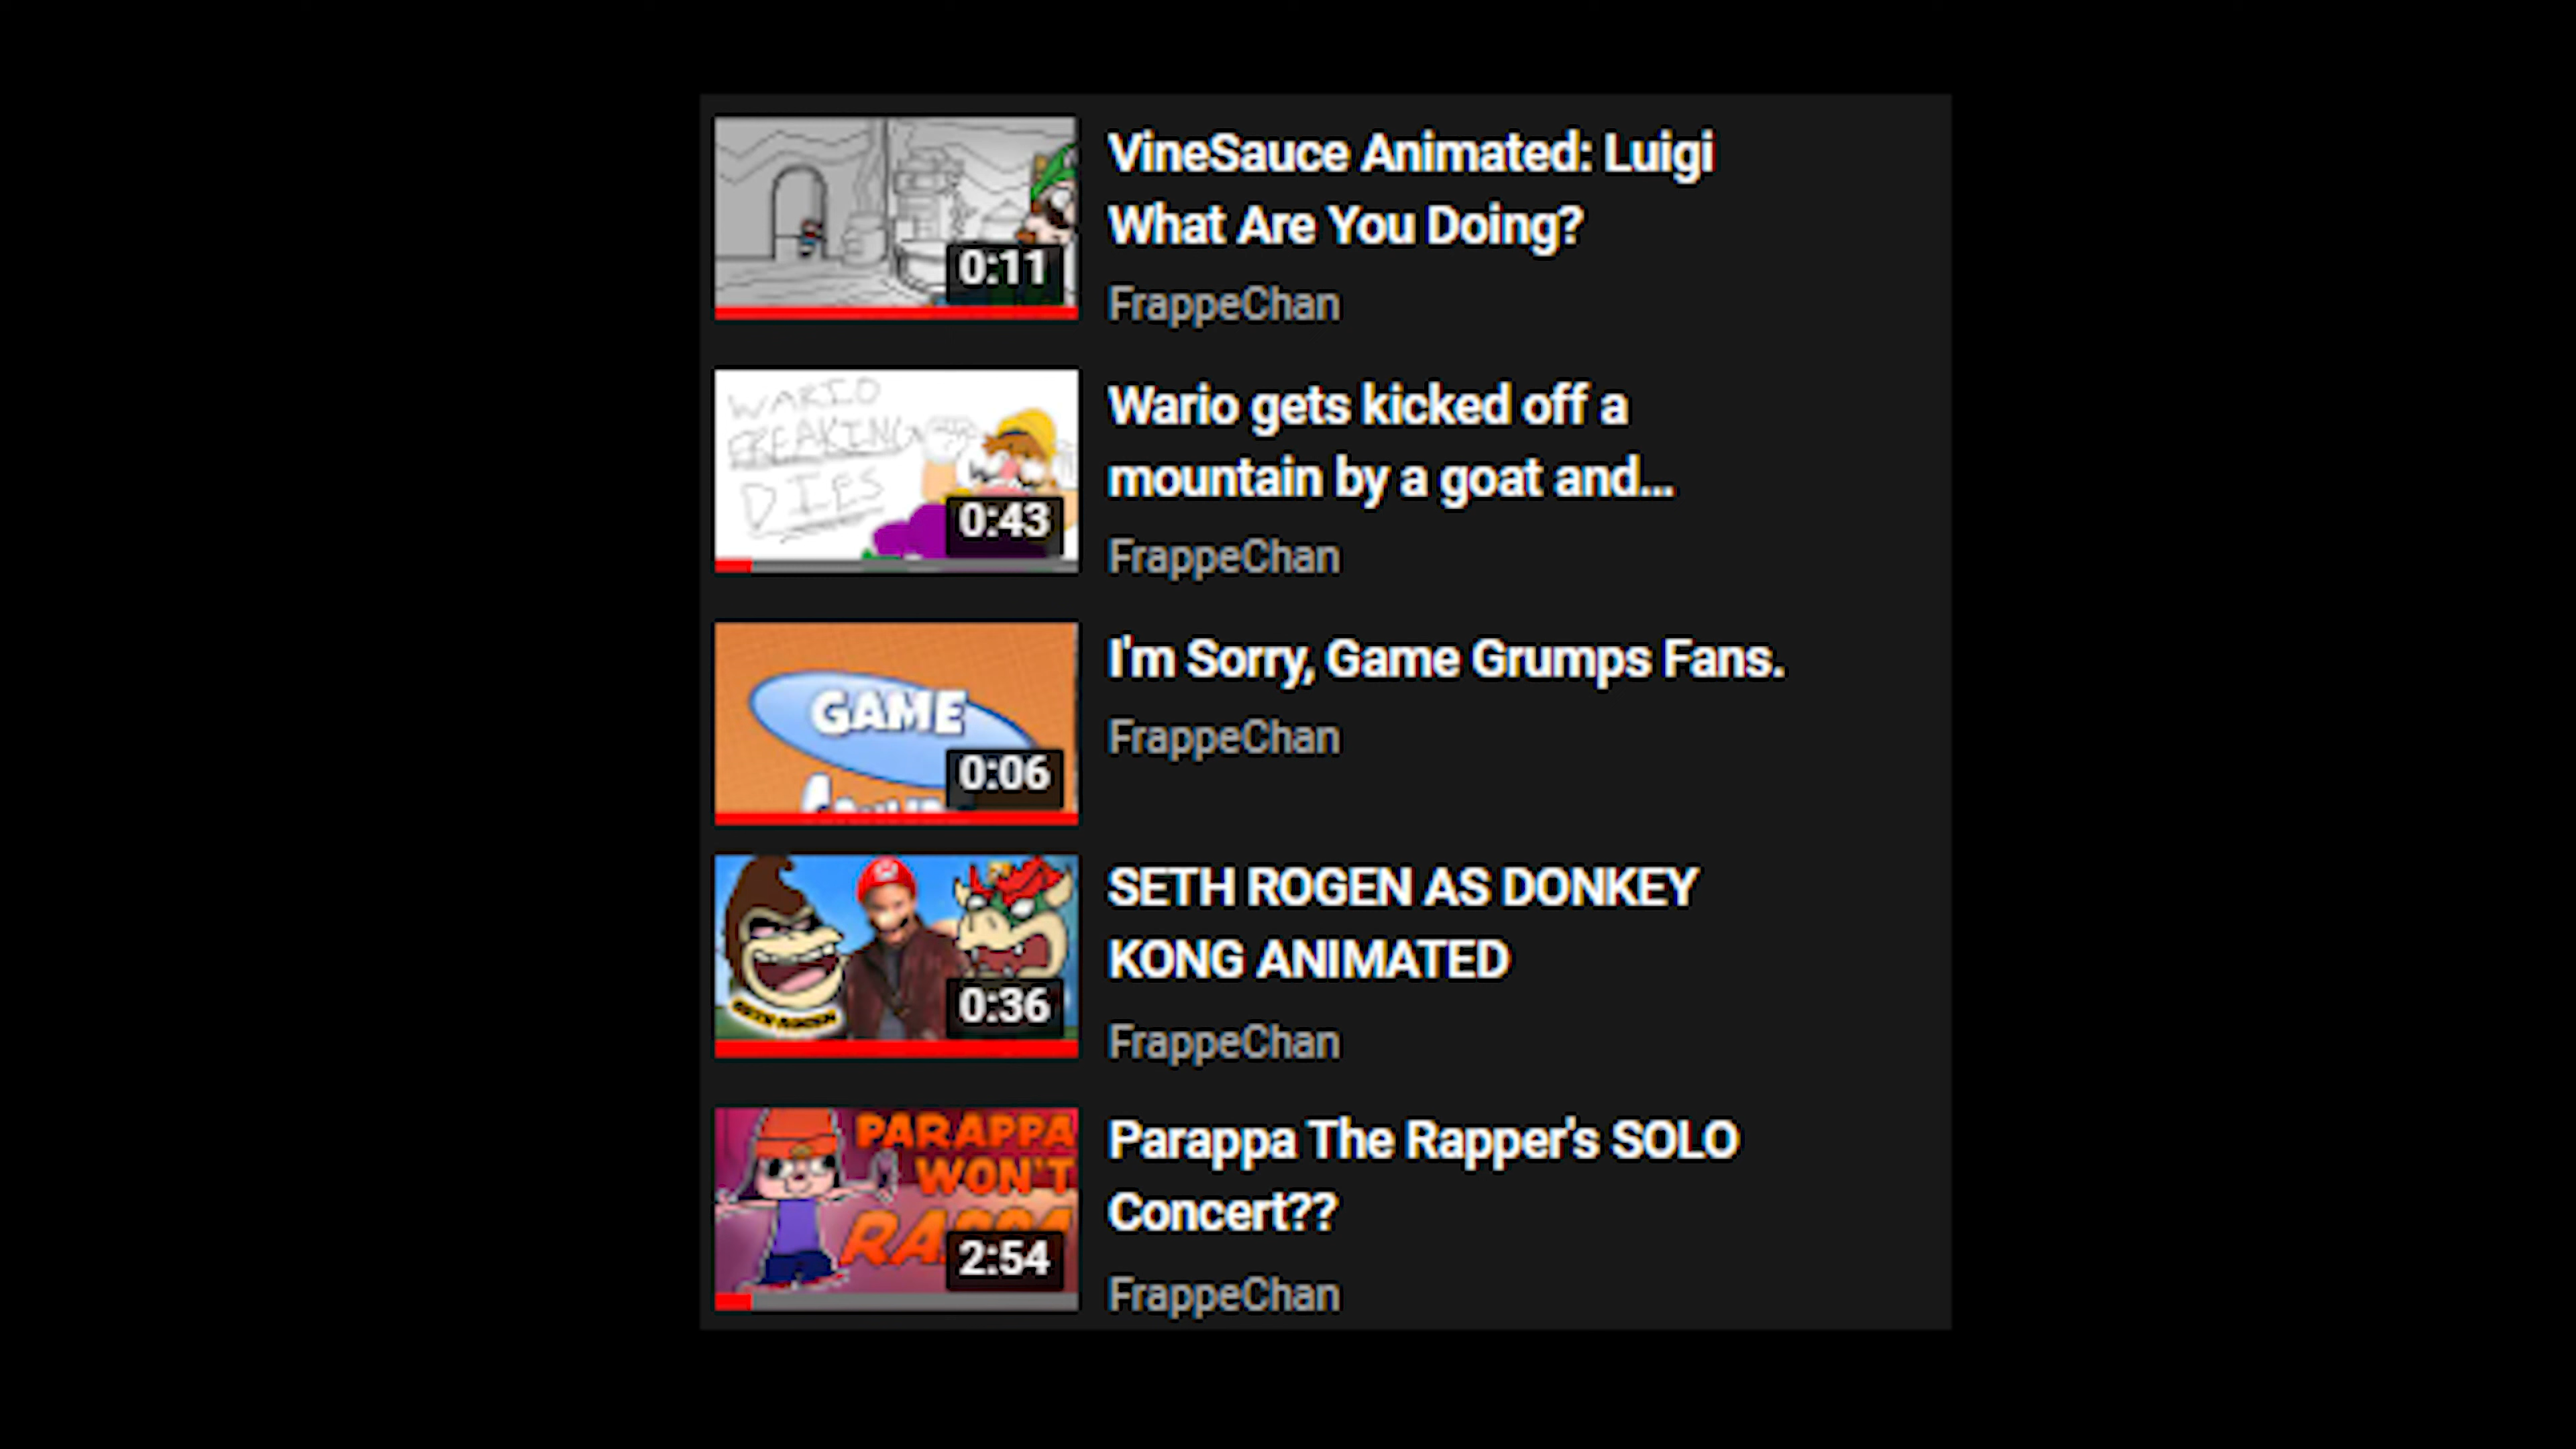 VineSauce Animated: Luigi
What Are You Doing?
FrappeChan
0:11
WARIO
FREAKING
DIES
0:43
Wario gets kicked off a
mountain by a goat and...
FrappeChan
GAME
0:06
I'm Sorry, Game Grumps Fans.
FrappeChan
SETH ROGEN
0:36
SETH ROGEN AS DONKEY
KONG ANIMATED
FrappeChan
PARAPPA
WON'T
2:54
Parappa The Rapper's SOLO
Concert??
FrappeChan